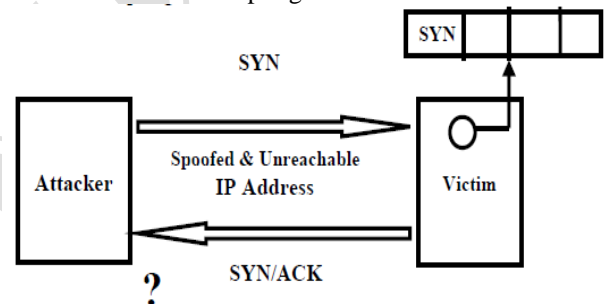 SYN
SYN
Spoofed & Unreachable
IP Address
Attacker
Victim
SYN/ACK
?